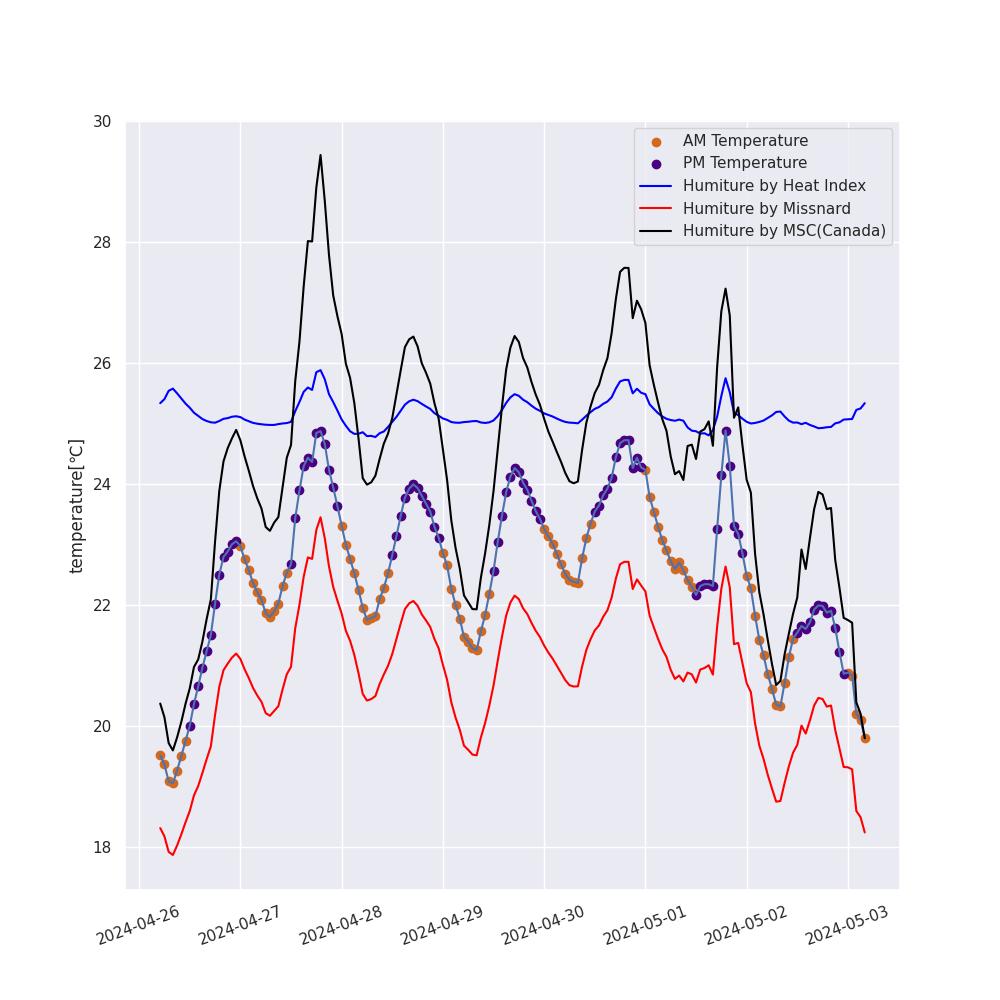 30
28
26
24
22
20
18
temperature[℃]
AM Temperature
PM Temperature
Humiture by Heat Index
Humiture by Missnard
Humiture by MSC(Canada)
2024-04-26
2024-04-27
2024-04-28
2024-04-29
2024-04-30
2024-05-01
2024-05-02
2024-05-03